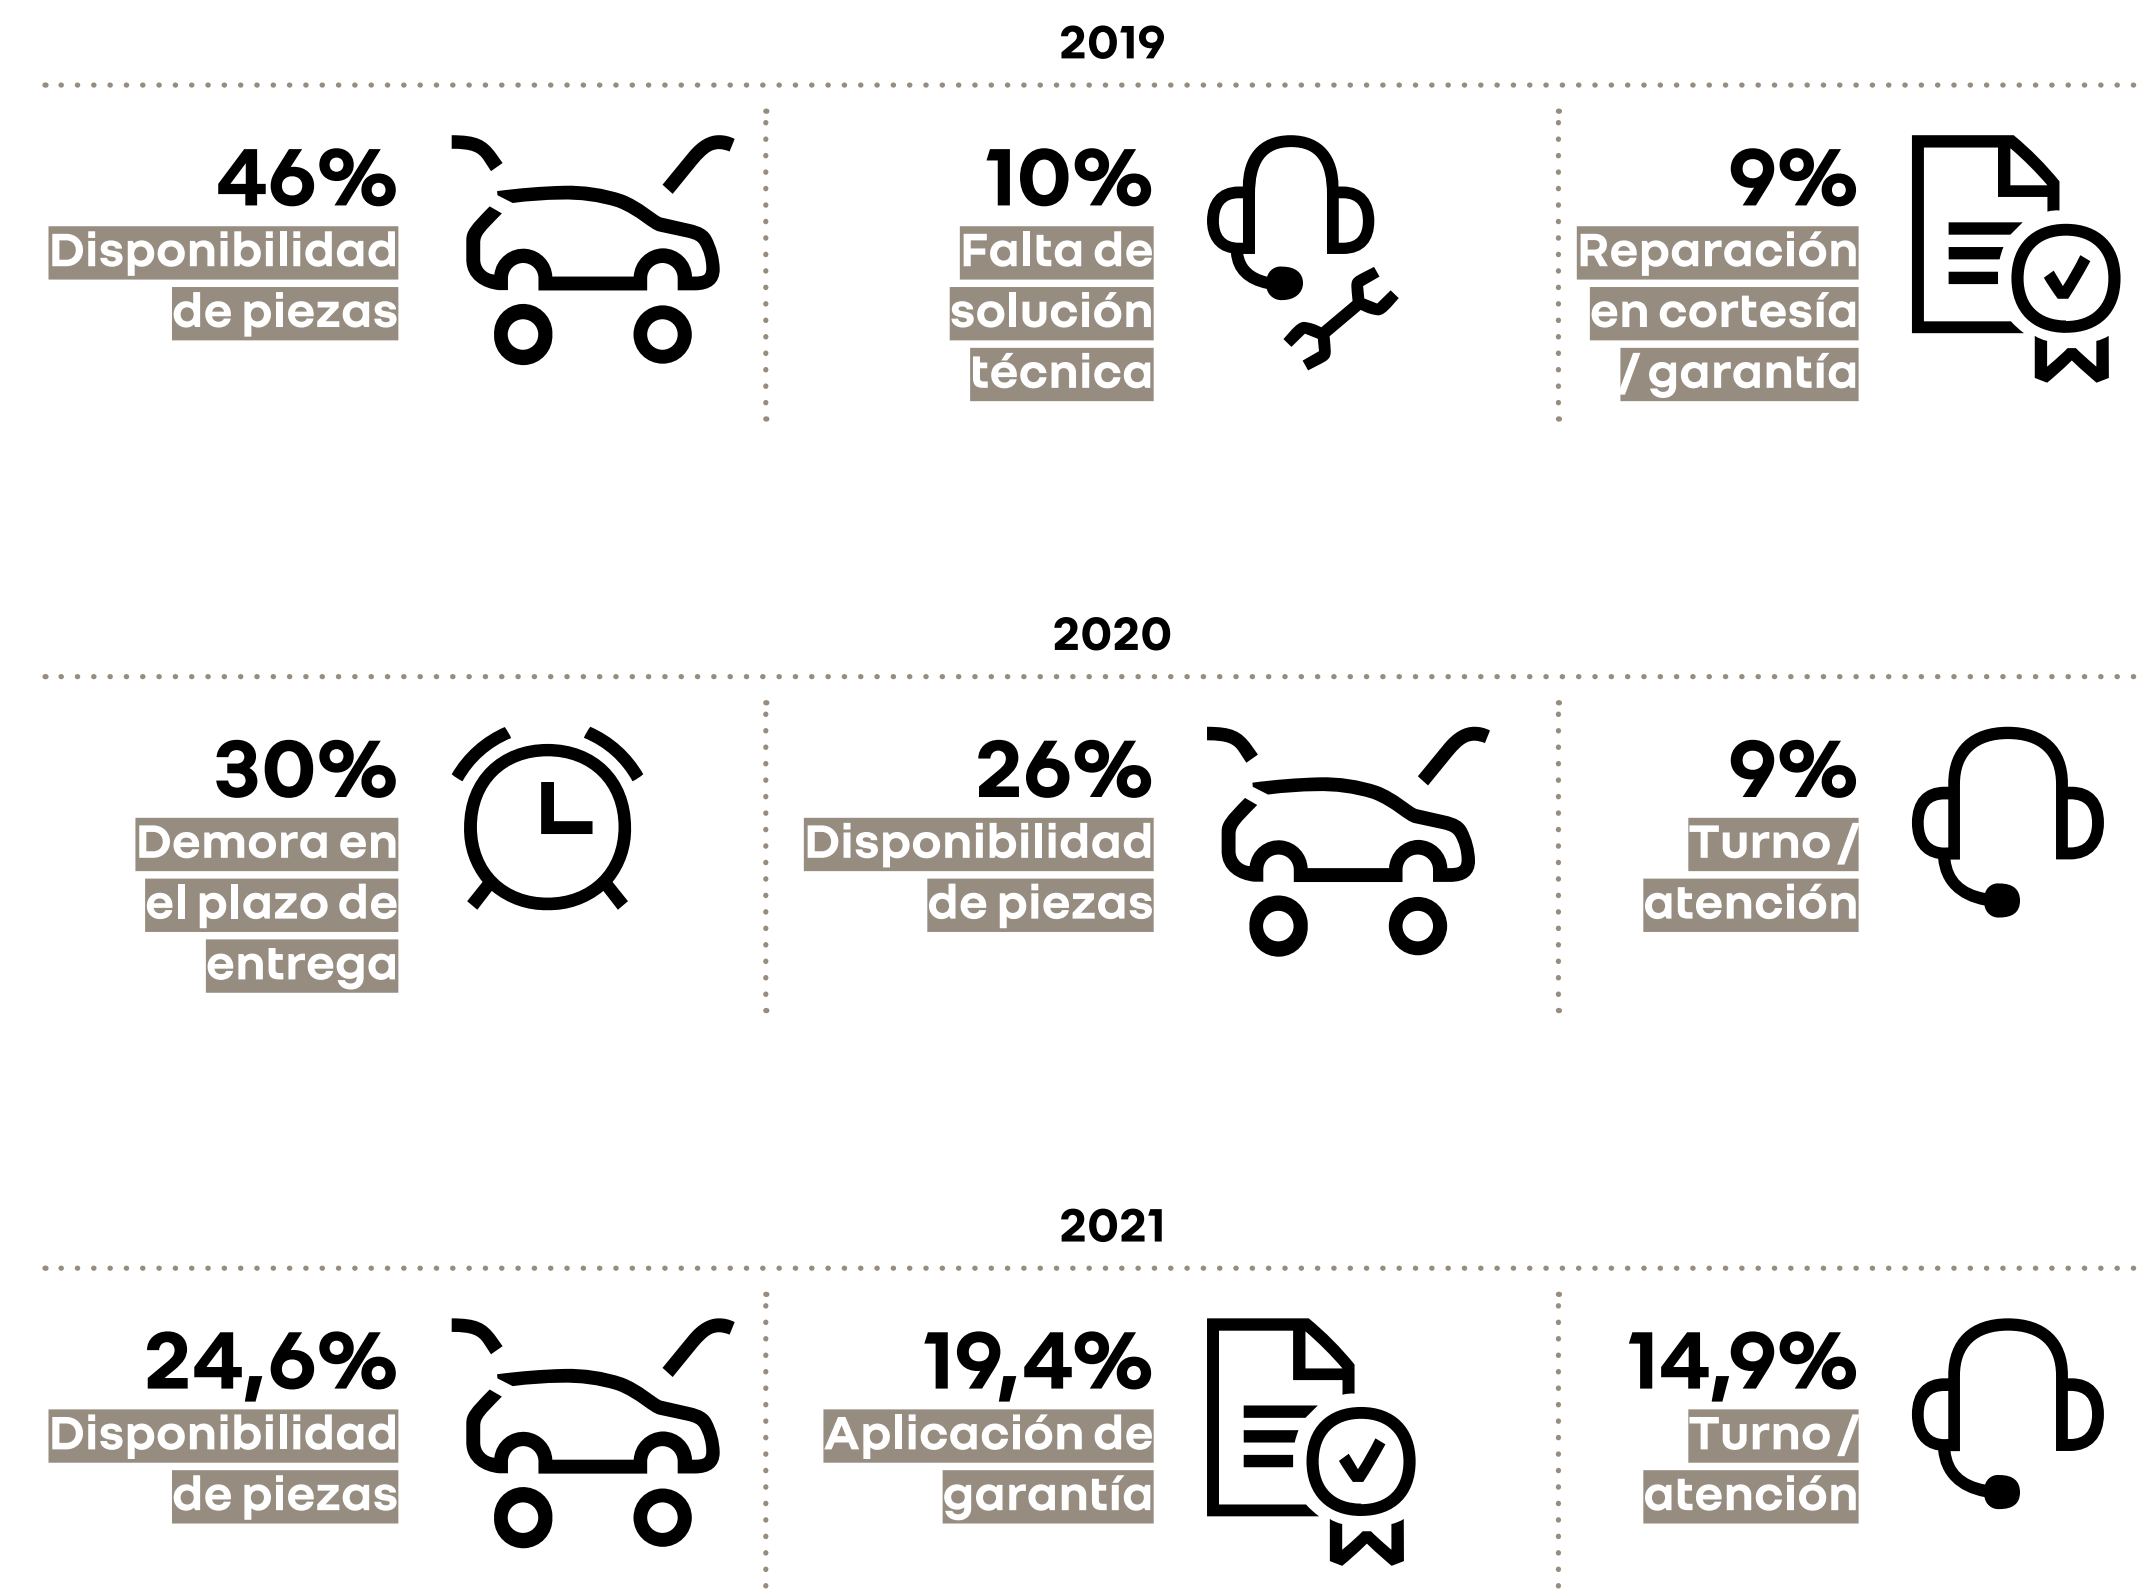 2019
46%
Disponibilidad
de piezas
10%
Falta de
solución
técnica
9%
Reparación
en cortesía
/ garantía
2020
30%
Demora en
el plazo de
entrega
26%
Disponibilidad
de piezas
9%
Turno /
atención
2021
24,6%
Disponibilidad
de piezas
19,4%
Aplicación de
garantía
14,9%
Turno /
atención